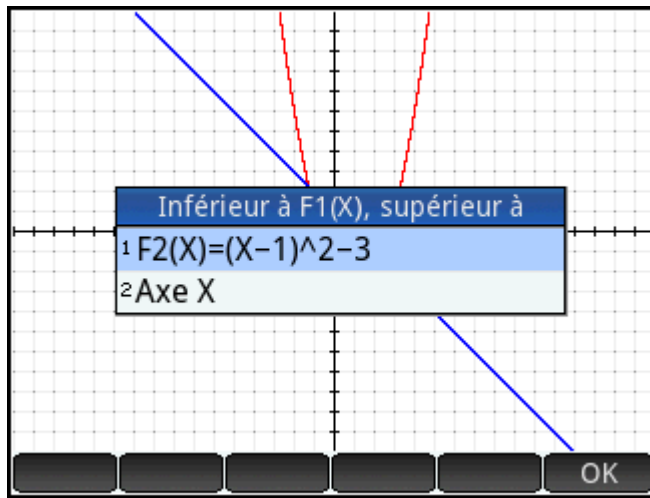 Inférieur à F1(X), supérieur à
1 F2(X)=(X−1)^2−3
2 Axe X
OK